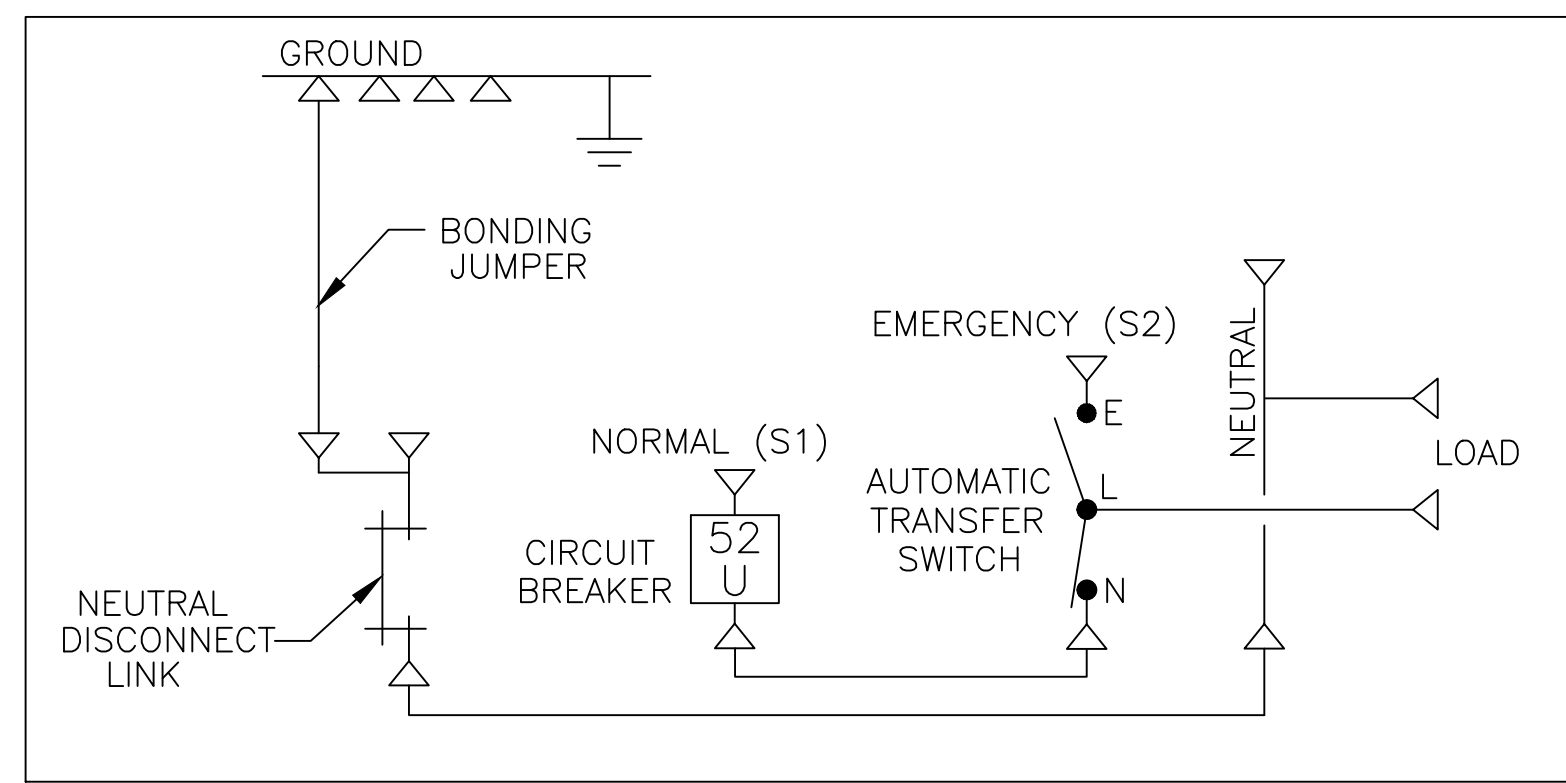 GROUND
BONDING
JUMPER
EMERGENCY (S2)
NEUTRAL
E
NORMAL (S1)
LOAD
AUTOMATIC
TRANSFER
SWITCH
L
52
U
CIRCUIT
BREAKER
N
NEUTRAL
DISCONNECT
LINK